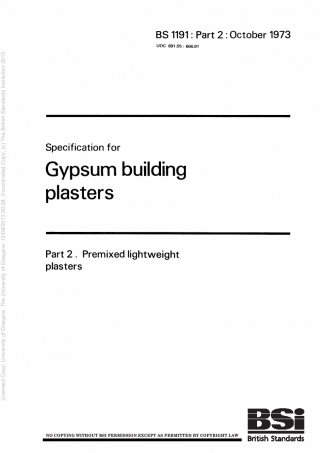 BS 1191: Part 2: October 1973
UDC 691.55 : 666.91
Specification for
Gypsum building
plasters
Part 2 . Premixed lightweight
plasters
Licensed Copy: University of Glasgow, The University of Glasgow, 13/03/2013 00:28, Uncontrolled Copy, (c) The British Standards Institution 2013
BSi
British Standards
NO COPYING WITHOUT BSI PERMISSION EXCEPT AS PERMITTED BY COPYRIGHT LAW